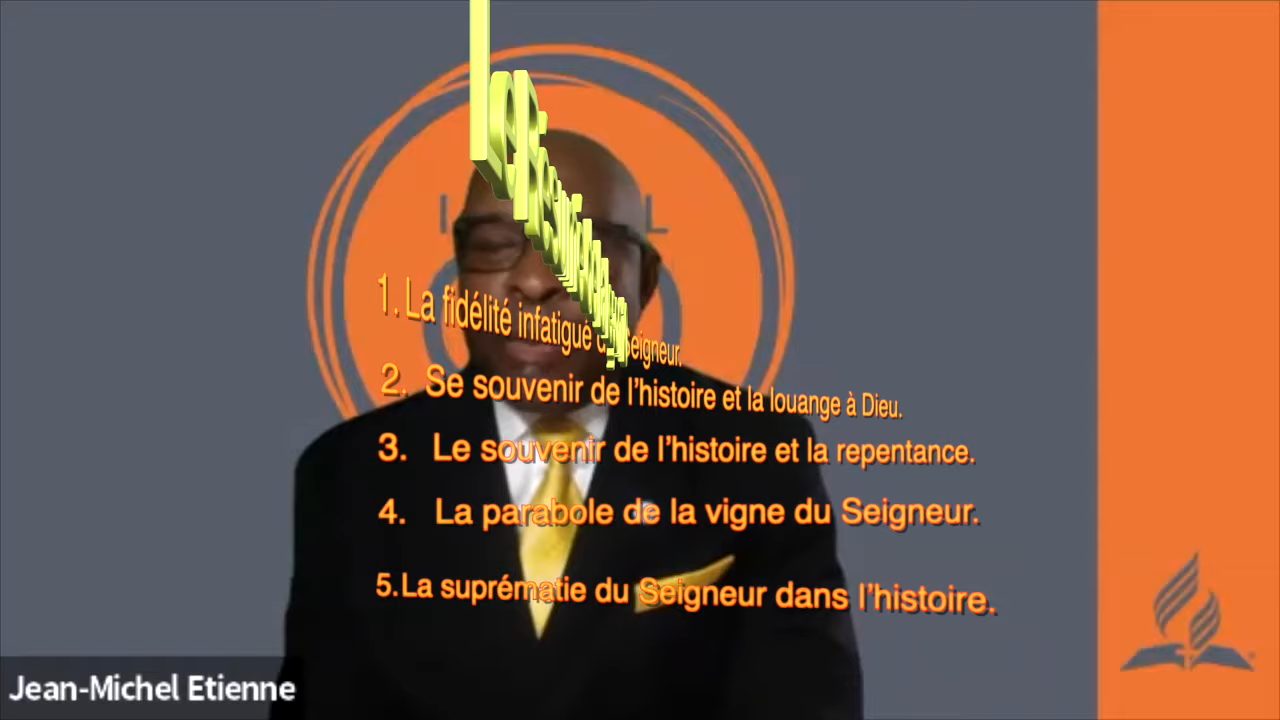 1. La fidélité infatigué du Seigneur.
2. Se souvenir de l'histoire et la louange à Dieu.
3. Le souvenir de l'histoire et la repentance.
4. La parabole de la vigne du Seigneur.
5. La suprématie du Seigneur dans l'histoire.
Jean-Michel Etienne